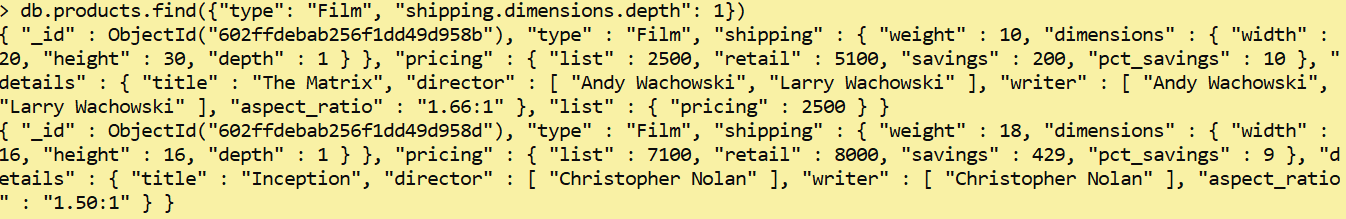 > db.products.find({"type": "Film", "shipping.dimensions.depth": 1})
{ "_id" : ObjectId("602ffdebab256f1dd49d958b"), "type" : "Film", "shipping" : { "weight" : 10, "dimensions" : { "width" :
20, "height" : 30, "depth" : 1 } }, "pricing" : { "list" : 2500, "retail" : 5100, "savings" : 200, "pct_savings" : 10 }, "
details" : { "title" : "The Matrix", "director" : [ "Andy Wachowski", "Larry Wachowski" ], "writer" : [ "Andy Wachowski",
"Larry Wachowski" ], "aspect_ratio" : "1.66:1" }, "list" : { "pricing" : 2500 } }
{ "_id" : ObjectId("602ffdebab256f1dd49d958d"), "type" : "Film", "shipping" : { "weight" : 18, "dimensions" : { "width" :
16, "height" : 16, "depth" : 1 } }, "pricing" : { "list" : 7100, "retail" : 8000, "savings" : 429, "pct_savings" : 9 }, "d
etails" : { "title" : "Inception", "director" : [ "Christopher Nolan" ], "writer" : [ "Christopher Nolan" ], "aspect_ratio
" : "1.50:1" } }